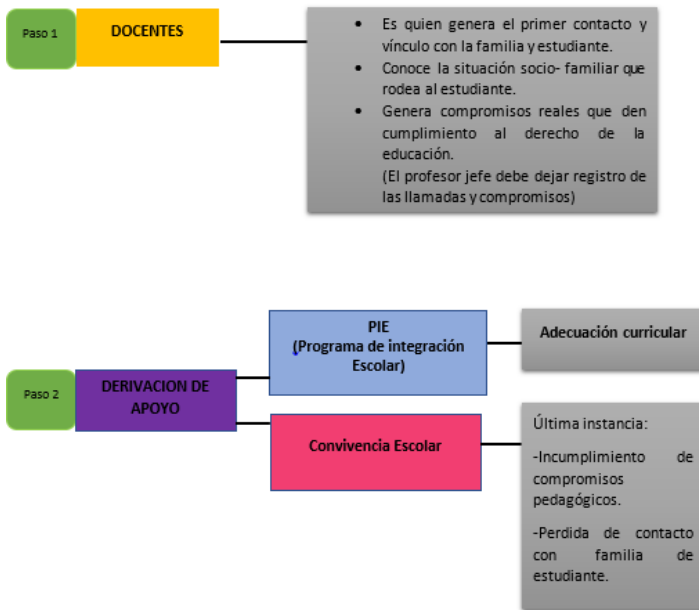 Paso 1
DOCENTES
• Es quien genera el primer contacto y
vínculo con la familia y estudiante.
• Conoce la situación socio- familiar que
rodea al estudiante.
• Genera compromisos reales que den
cumplimiento al derecho de la
educación.
(El profesor jefe debe dejar registro de
las llamadas y compromisos)
Paso 2
DERIVACION DE
APOYO
PIE
(Programa de integración
Escolar)
Adecuación curricular
Convivencia Escolar
Última instancia:
-Incumplimiento de
compromisos
pedagógicos.
-Perdida de contacto
con familia de
estudiante.